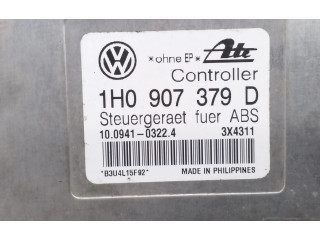 *ohne EP* Ate
Controller
1H0 907 379 D
Steuergeraet fuer ABS
10.0941-0322.4 3X4311
*B3U4L15F92* MADE IN PHILIPPINES